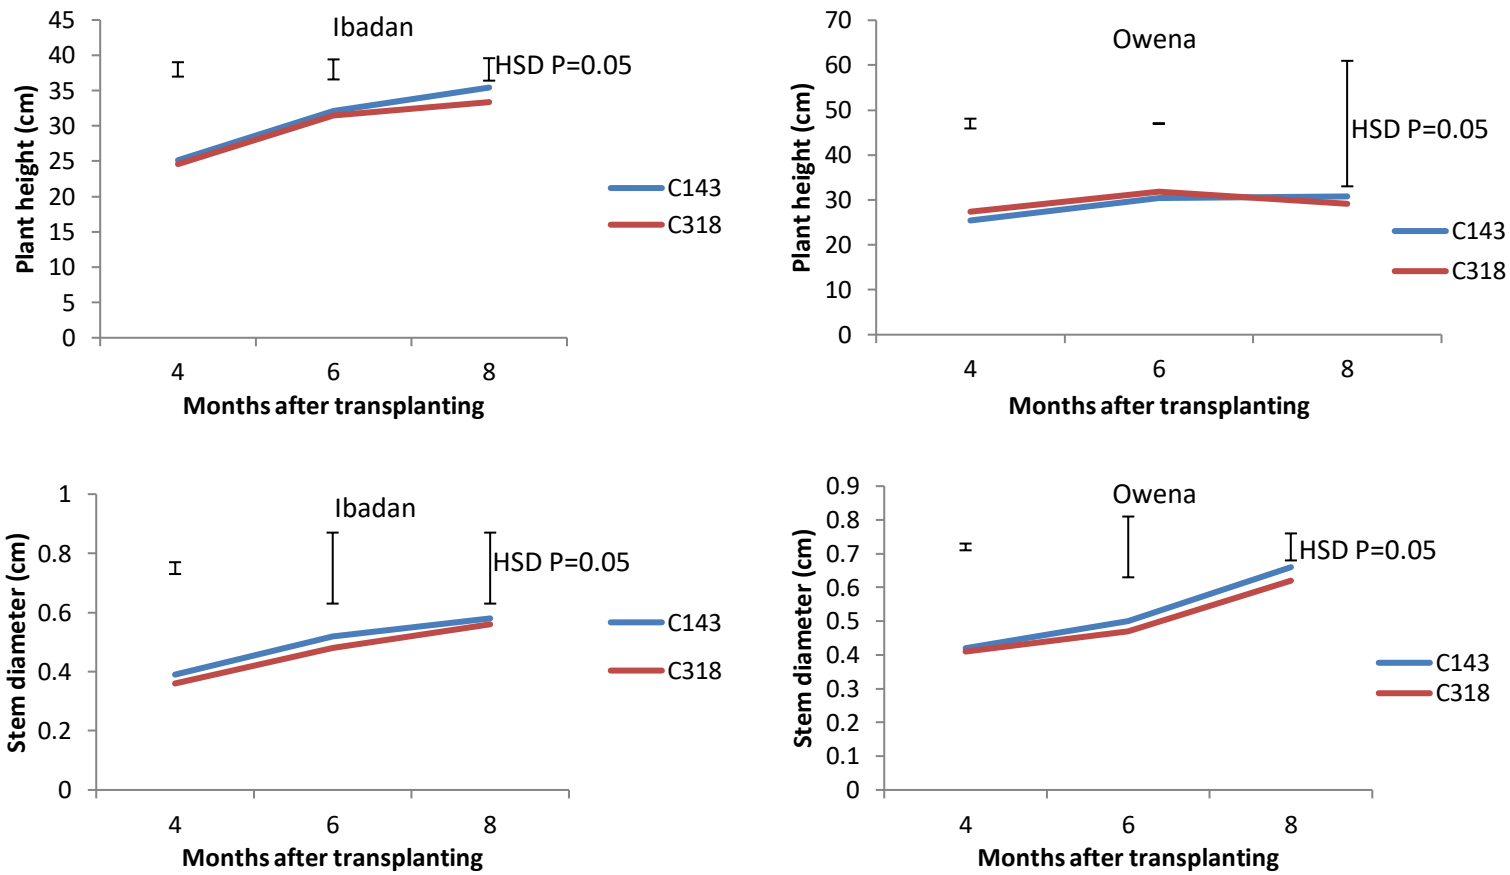 Ibadan
45
40
35
30
25
20
15
10
5
0
Plant height (cm)
HSD P=0.05
C143
C318
4 6 8
Months after transplanting
Owena
70
60
50
40
30
20
10
0
Plant height (cm)
HSD P=0.05
C143
C318
4 6 8
Months after transplanting
Ibadan
1
0.8
0.6
0.4
0.2
0
Stem diameter (cm)
HSD P=0.05
C143
C318
4 6 8
Months after transplanting
Owena
0.9
0.8
0.7
0.6
0.5
0.4
0.3
0.2
0.1
0
Stem diameter (cm)
HSD P=0.05
C143
C318
4 6 8
Months after transplanting